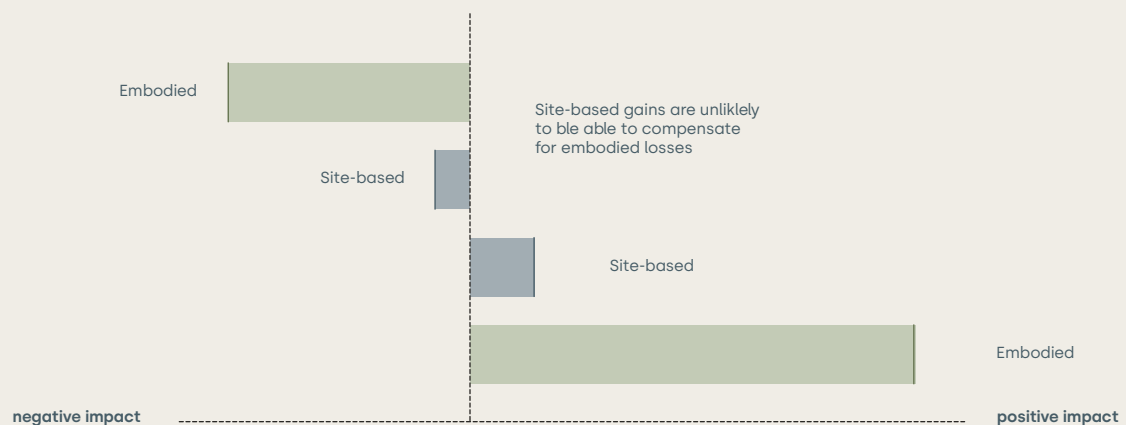 Embodied
Site-based gains are unliklely
to ble able to compensate
for embodied losses
Site-based
Site-based
Embodied
negative impact
positive impact